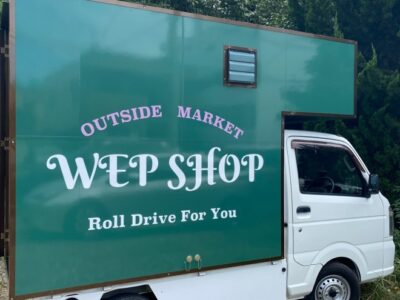 OUTSIDE MARKET
WEP SHOP
Roll Drive For You